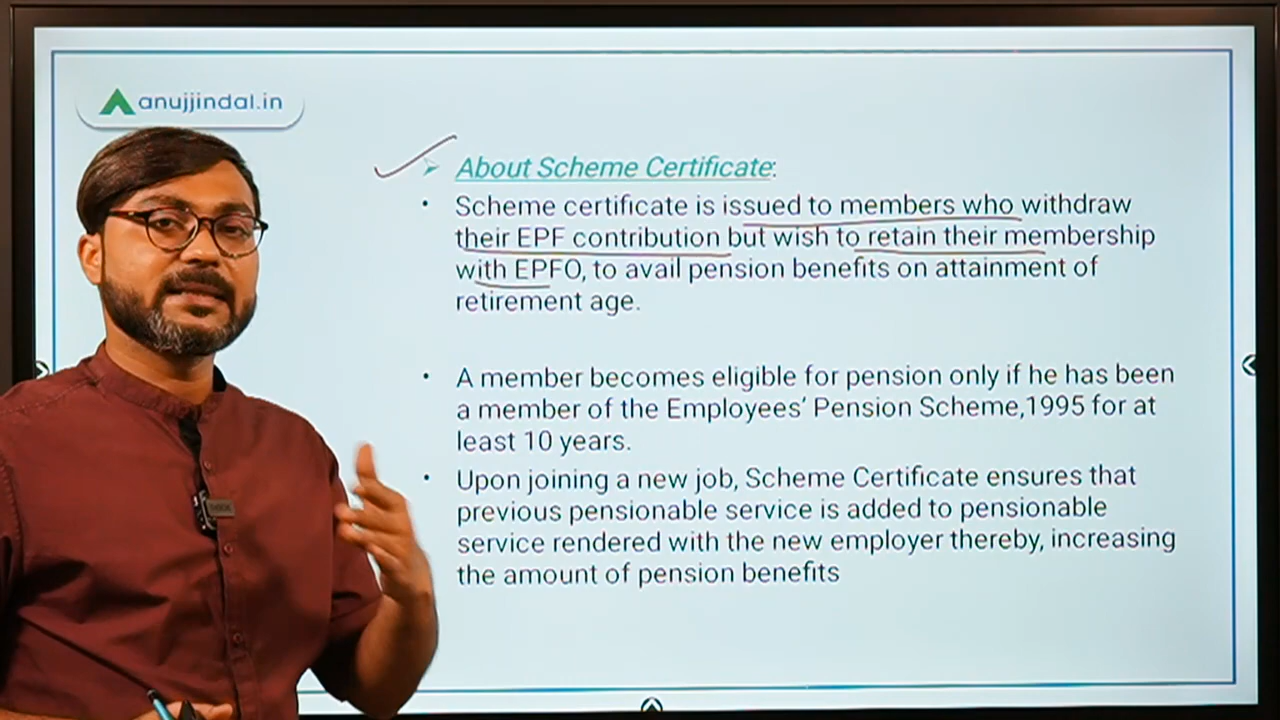 anujjindal.in
About Scheme Certificate:
Scheme certificate is issued to members who withdraw
their EPF contribution but wish to retain their membership
with EPFO, to avail pension benefits on attainment of
retirement age.
A member becomes eligible for pension only if he has been
a member of the Employees’ Pension Scheme,1995 for at
least 10 years.
Upon joining a new job, Scheme Certificate ensures that
previous pensionable service is added to pensionable
service rendered with the new employer thereby, increasing
the amount of pension benefits